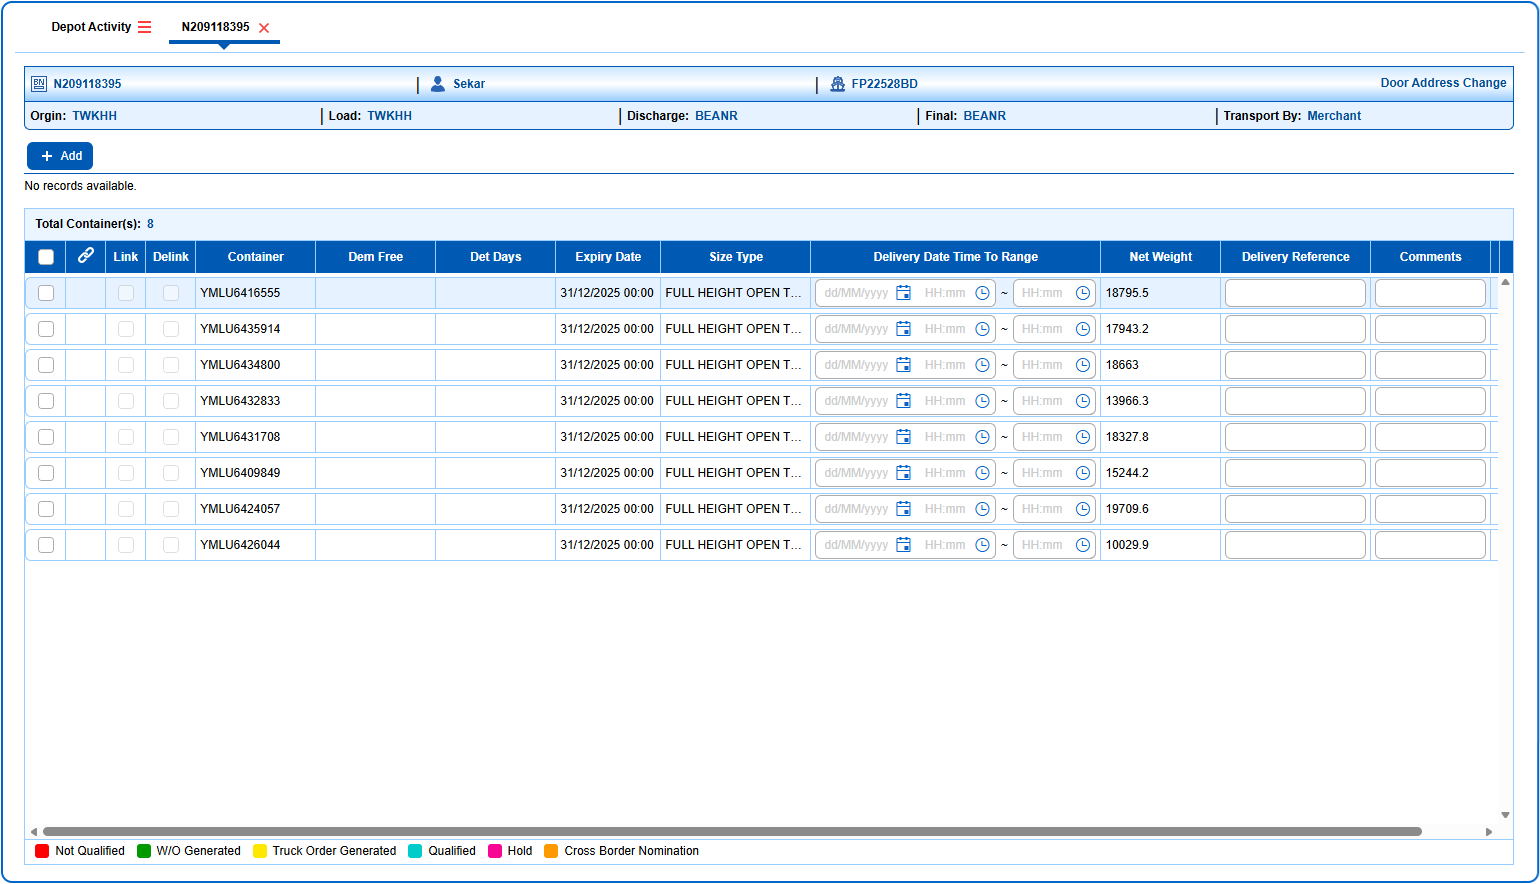 Depot Activity N209118395
BN N209118395 Sekar FP22528BD Door Address Change
Orgin: TWKHH Load: TWKHH Discharge: BEANR Final: BEANR Transport By: Merchant
+ Add
No records available.
Total Container(s): 8
Link Delink Container Dem Free Det Days Expiry Date Size Type Delivery Date Time To Range Net Weight Delivery Reference Comments
YMLU6416555 31/12/2025 00:00 FULL HEIGHT OPEN T... dd/MM/yyyy HH:mm ~ HH:mm 18795.5
YMLU6435914 31/12/2025 00:00 FULL HEIGHT OPEN T... dd/MM/yyyy HH:mm ~ HH:mm 17943.2
YMLU6434800 31/12/2025 00:00 FULL HEIGHT OPEN T... dd/MM/yyyy HH:mm ~ HH:mm 18663
YMLU6432833 31/12/2025 00:00 FULL HEIGHT OPEN T... dd/MM/yyyy HH:mm ~ HH:mm 13966.3
YMLU6431708 31/12/2025 00:00 FULL HEIGHT OPEN T... dd/MM/yyyy HH:mm ~ HH:mm 18327.8
YMLU6409849 31/12/2025 00:00 FULL HEIGHT OPEN T... dd/MM/yyyy HH:mm ~ HH:mm 15244.2
YMLU6424057 31/12/2025 00:00 FULL HEIGHT OPEN T... dd/MM/yyyy HH:mm ~ HH:mm 19709.6
YMLU6426044 31/12/2025 00:00 FULL HEIGHT OPEN T... dd/MM/yyyy HH:mm ~ HH:mm 10029.9
Not Qualified W/O Generated Truck Order Generated Qualified Hold Cross Border Nomination